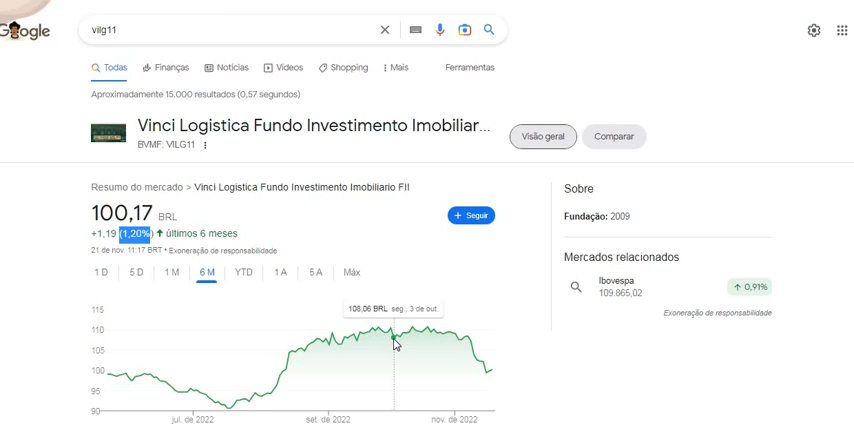 Google
vilg11
Todas Finanças Notícias Vídeos Shopping Mais Ferramentas
Aproximadamente 15.000 resultados (0,57 segundos)
Vinci Logistica Fundo Investimento Imobiliar...
BVMF: VILG11
Visão geral Comparar
Resumo do mercado > Vinci Logistica Fundo Investimento Imobiliario FII
100,17 BRL
+ Seguir
+1,19 (1,20%) ↑ últimos 6 meses
21 de nov. 11:17 BRT • Exoneração de responsabilidade
1 D 5 D 1 M 6 M YTD 1 A 5 A Máx
108,06 BRL seg., 3 de out.
115
110
105
100
95
90
jul. de 2022 set. de 2022 nov. de 2022
Sobre
Fundação: 2009
Mercados relacionados
Ibovespa
109.865,02
↑ 0,91%
Exoneração de responsabilidade